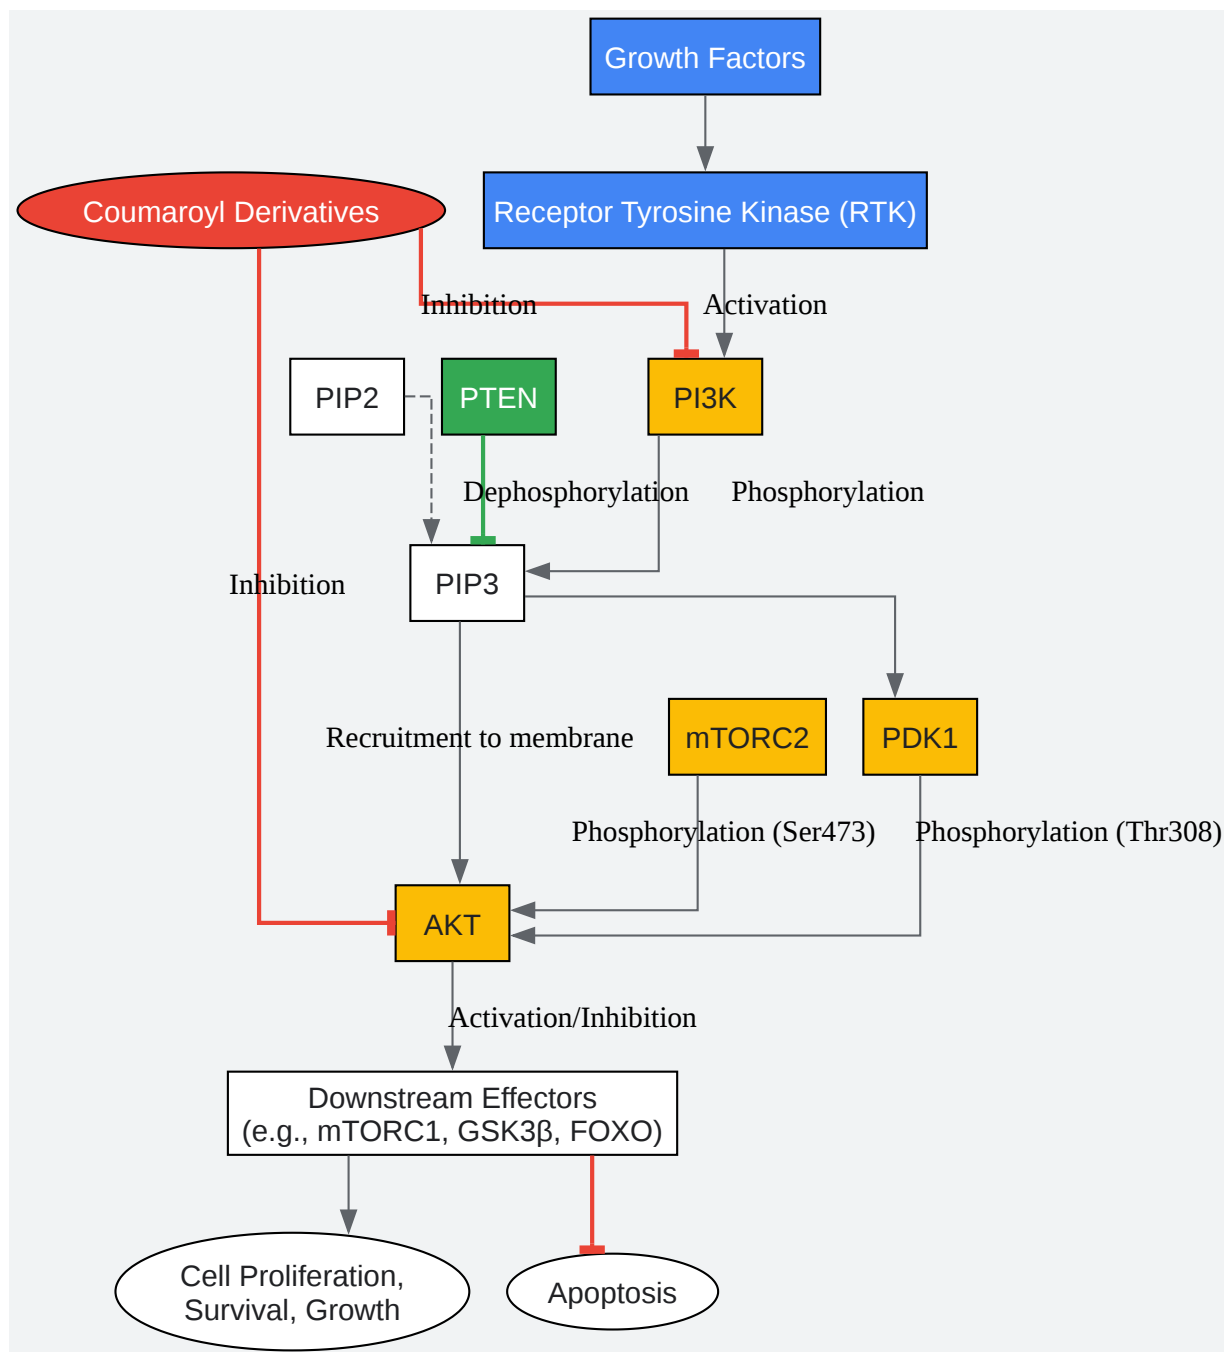 Growth Factors
Coumaroyl Derivatives
Receptor Tyrosine Kinase (RTK)
Inhibition
Activation
PIP2
PTEN
PI3K
Dephosphorylation
Phosphorylation
PIP3
Inhibition
Recruitment to membrane
mTORC2
PDK1
Phosphorylation (Ser473)
Phosphorylation (Thr308)
AKT
Activation/Inhibition
Downstream Effectors
(e.g., mTORC1, GSK3β, FOXO)
Cell Proliferation,
Survival, Growth
Apoptosis